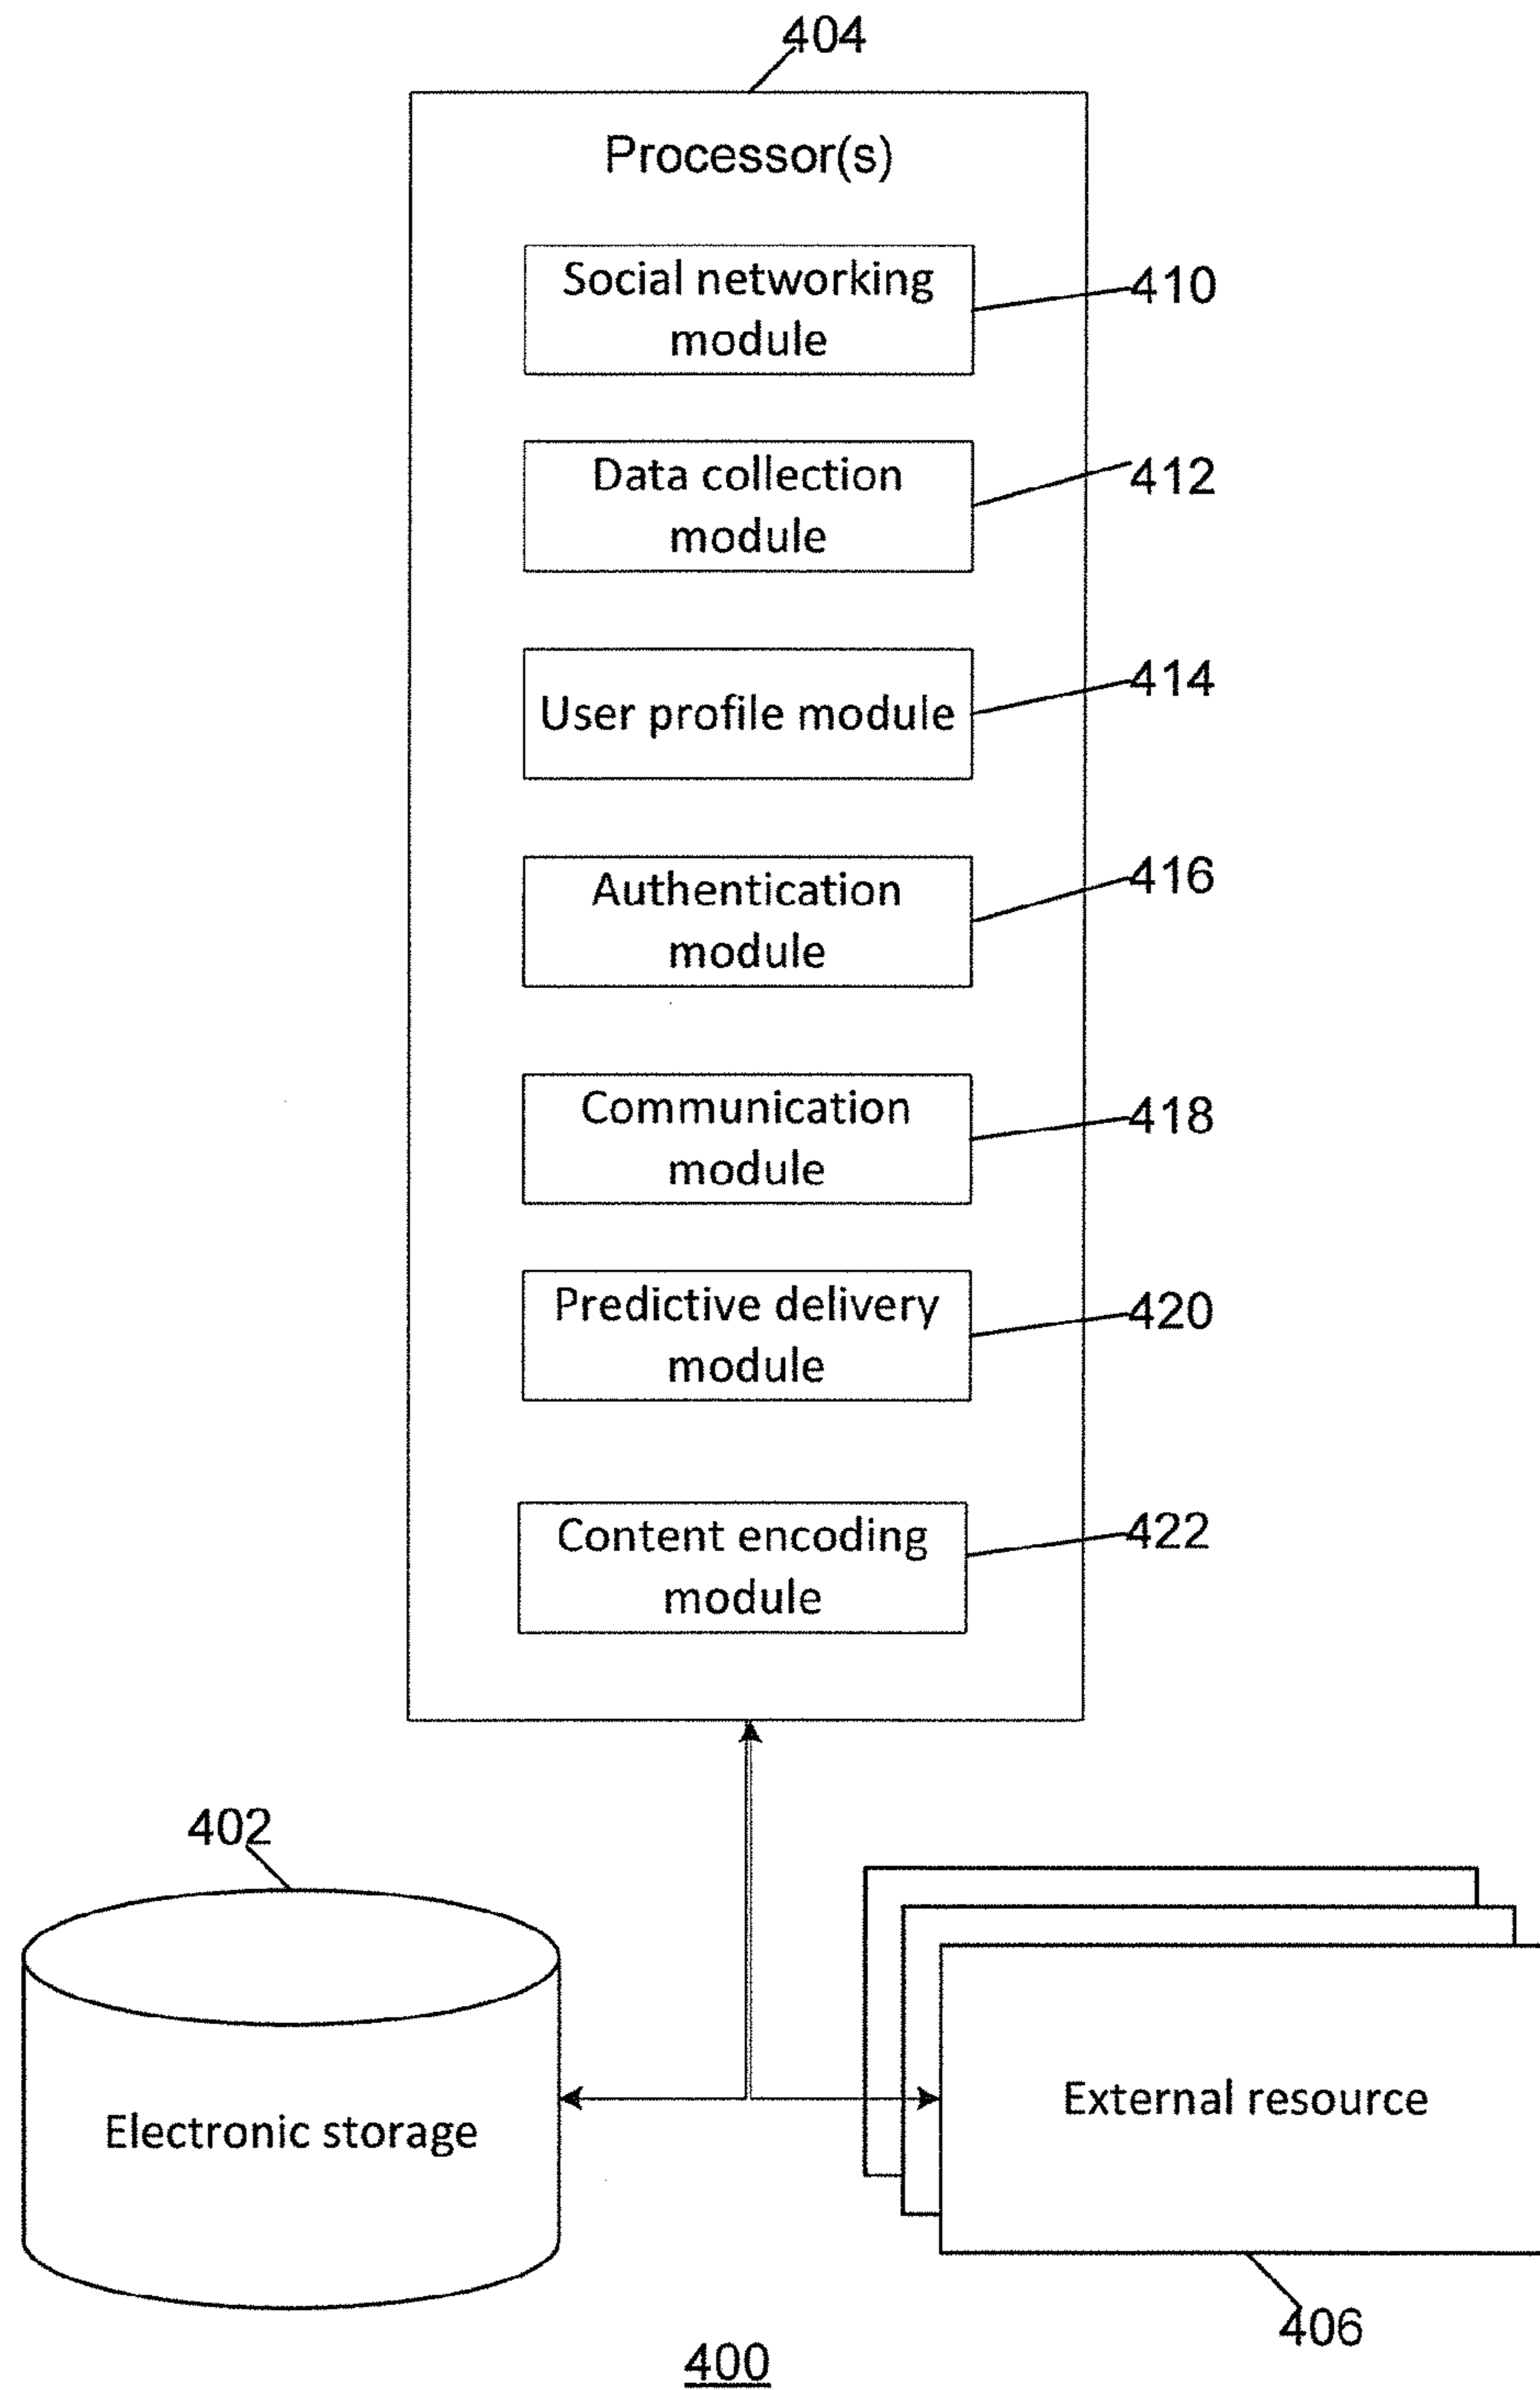 404
Processor(s)
Social networking
module
410
Data collection
module
412
User profile module
414
Authentication
module
416
Communication
module
418
Predictive delivery
module
420
Content encoding
module
422
402
Electronic storage
External resource
406
400